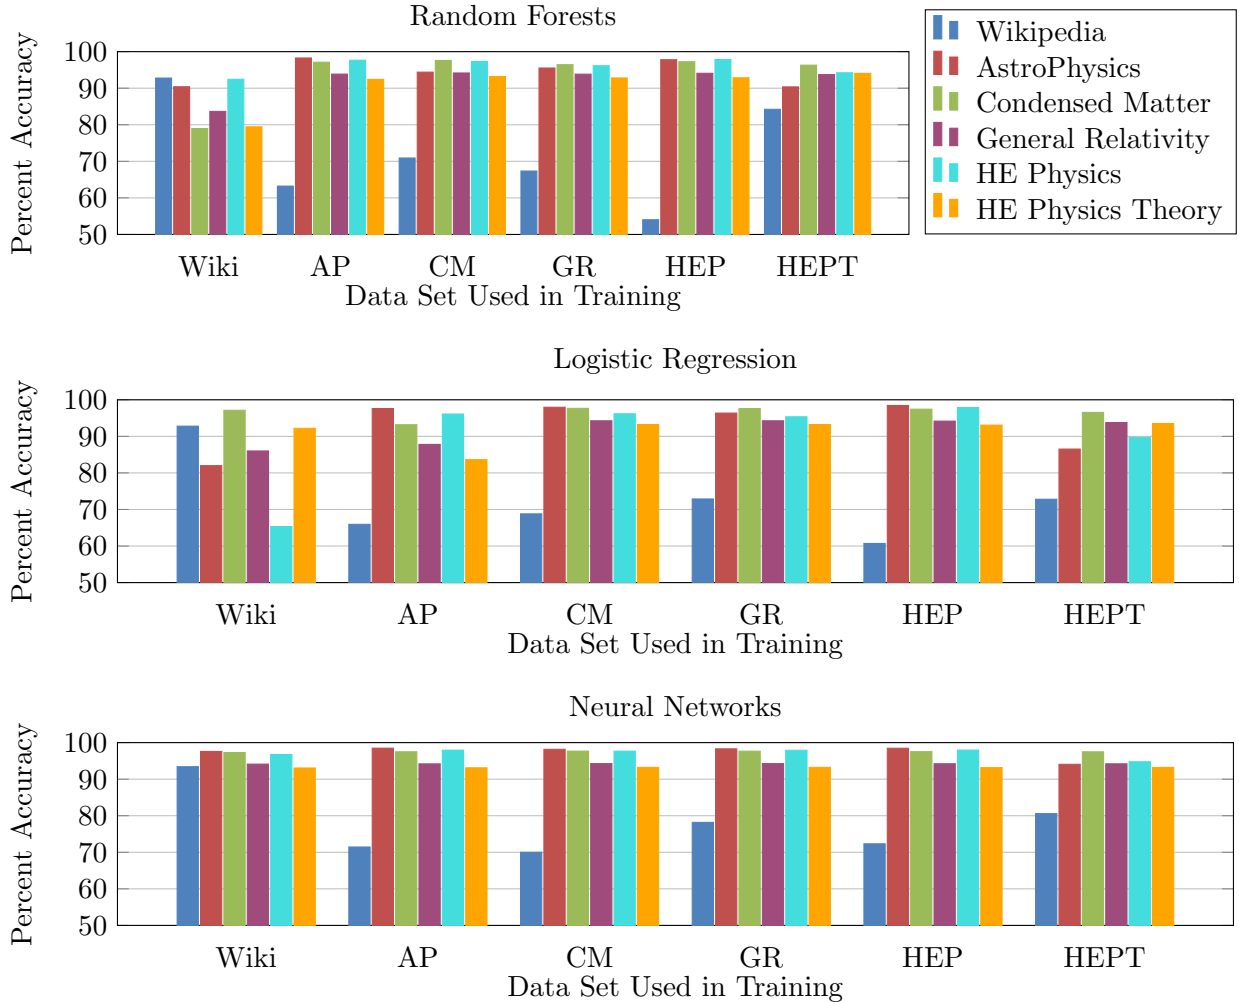 Random Forests
Percent Accuracy
100
90
80
70
60
50
Wiki AP CM GR HEP HEPT
Data Set Used in Training
Wikipedia
AstroPhysics
Condensed Matter
General Relativity
HE Physics
HE Physics Theory
Logistic Regression
Percent Accuracy
100
90
80
70
60
50
Wiki AP CM GR HEP HEPT
Data Set Used in Training
Neural Networks
Percent Accuracy
100
90
80
70
60
50
Wiki AP CM GR HEP HEPT
Data Set Used in Training